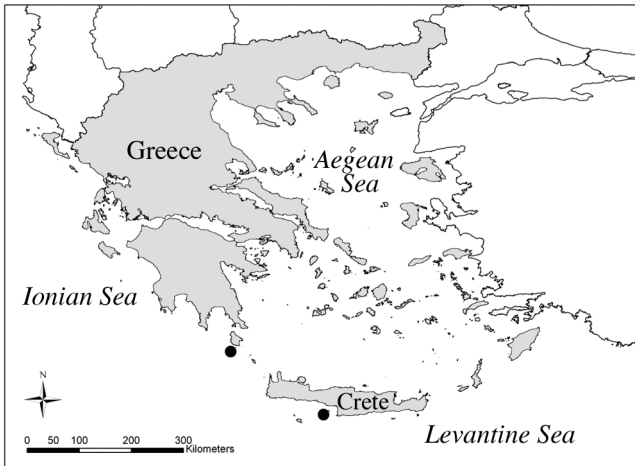 Greece
Aegean
Sea
Ionian Sea
N
Crete
Levantine Sea
0 50 100 200 300
Kilometers